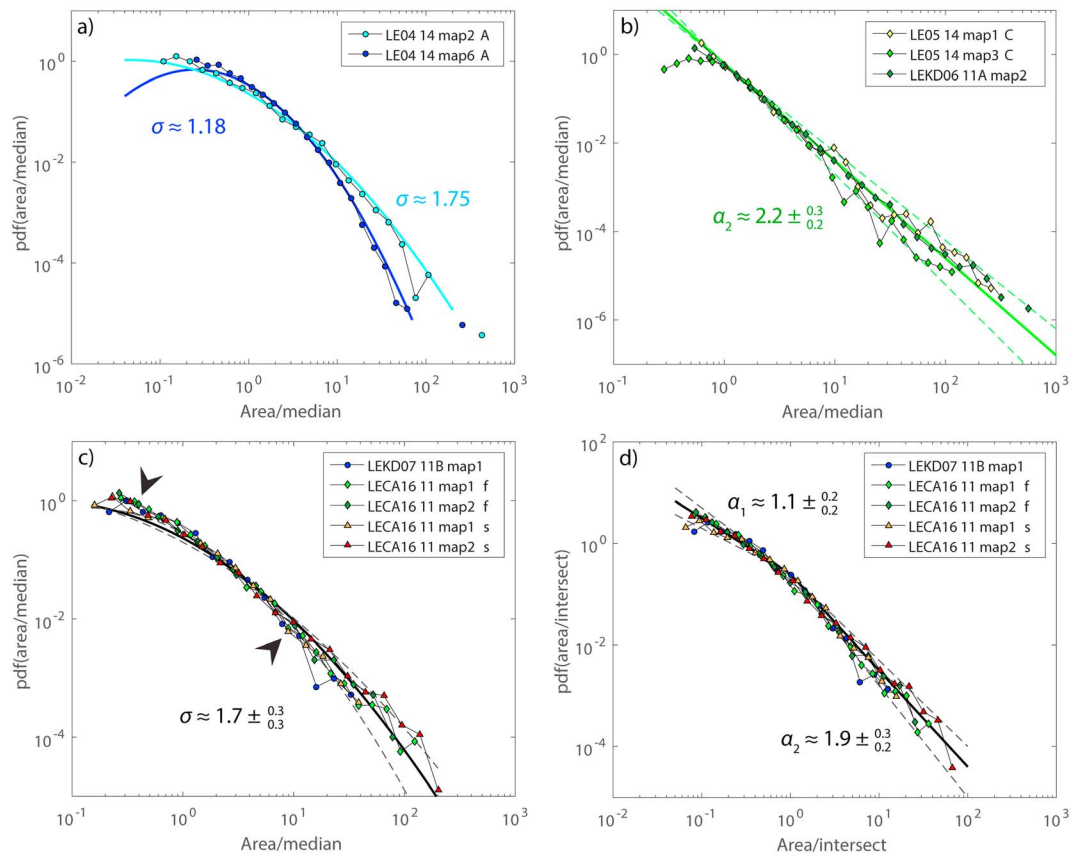 a)
LE04 14 map2 A
LE04 14 map6 A
σ ≈ 1.18
σ ≈ 1.75
10^0
10^-2
10^-4
10^-6
pdf(area/median)
10^-2 10^-1 10^0 10^1 10^2 10^3
Area/median
b)
LE05 14 map1 C
LE05 14 map3 C
LEKD06 11A map2
α2 ≈ 2.2 ± 0.3 0.2
10^0
10^-2
10^-4
10^-6
pdf(area/median)
10^-1 10^0 10^1 10^2 10^3
Area/median
c)
LEKD07 11B map1
LECA16 11 map1 f
LECA16 11 map2 f
LECA16 11 map1 s
LECA16 11 map2 s
σ ≈ 1.7 ± 0.3 0.3
10^0
10^-2
10^-4
pdf(area/median)
10^-1 10^0 10^1 10^2 10^3
Area/median
d)
LEKD07 11B map1
LECA16 11 map1 f
LECA16 11 map2 f
LECA16 11 map1 s
LECA16 11 map2 s
α1 ≈ 1.1 ± 0.2 0.2
α2 ≈ 1.9 ± 0.3 0.2
10^2
10^0
10^-2
10^-4
pdf(area/intersect)
10^-2 10^-1 10^0 10^1 10^2 10^3
Area/intersect